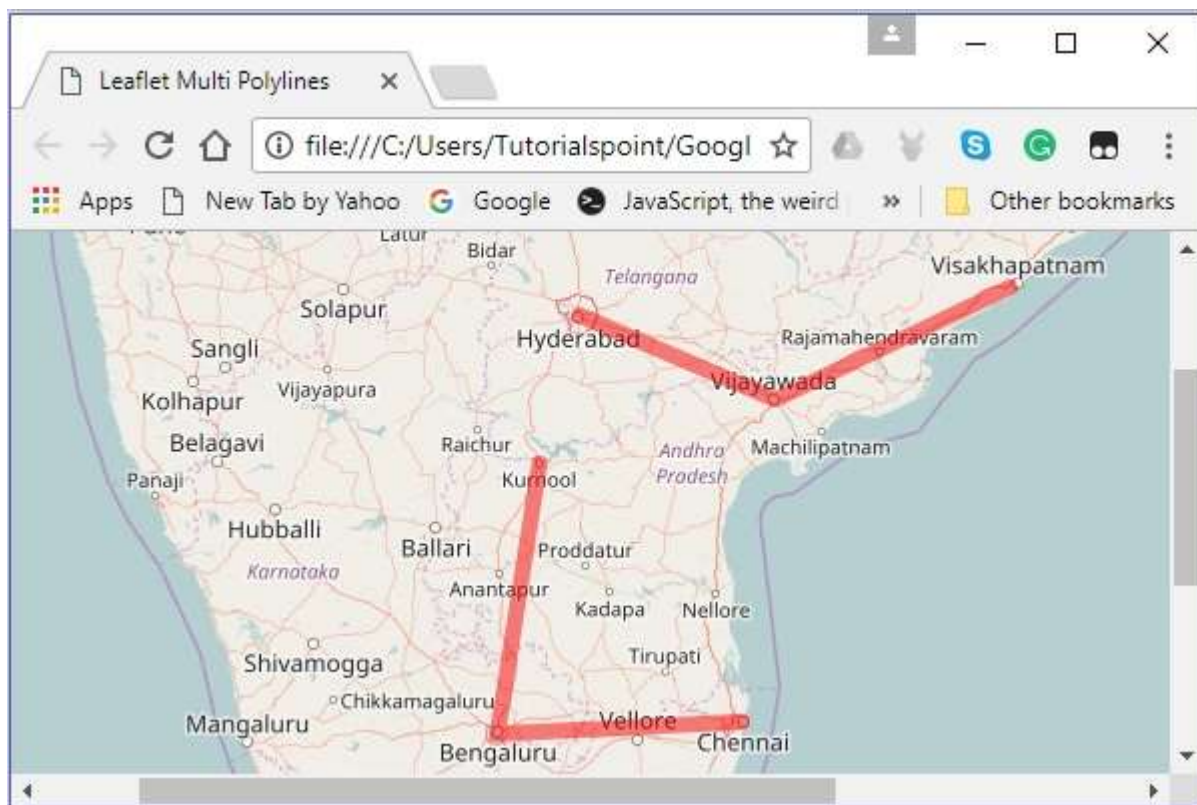 Leaflet Multi Polylines
file:///C:/Users/Tutorialspoint/Googl
Apps New Tab by Yahoo Google JavaScript, the weird » Other bookmarks
Latur
Bidar
Telangana
Visakhapatnam
Solapur
Hyderabad
Rajamahendravaram
Sangli
Vijayapura
Vijayawada
Kolhapur
Belagavi
Raichur
Andhra
Pradesh
Machilipatnam
Panaji
Kurnool
Hubballi
Ballari
Proddatur
Karnataka
Anantapur
Kadapa
Nellore
Shivamogga
Tirupati
Chikkamagaluru
Mangaluru
Vellore
Bengaluru
Chennai